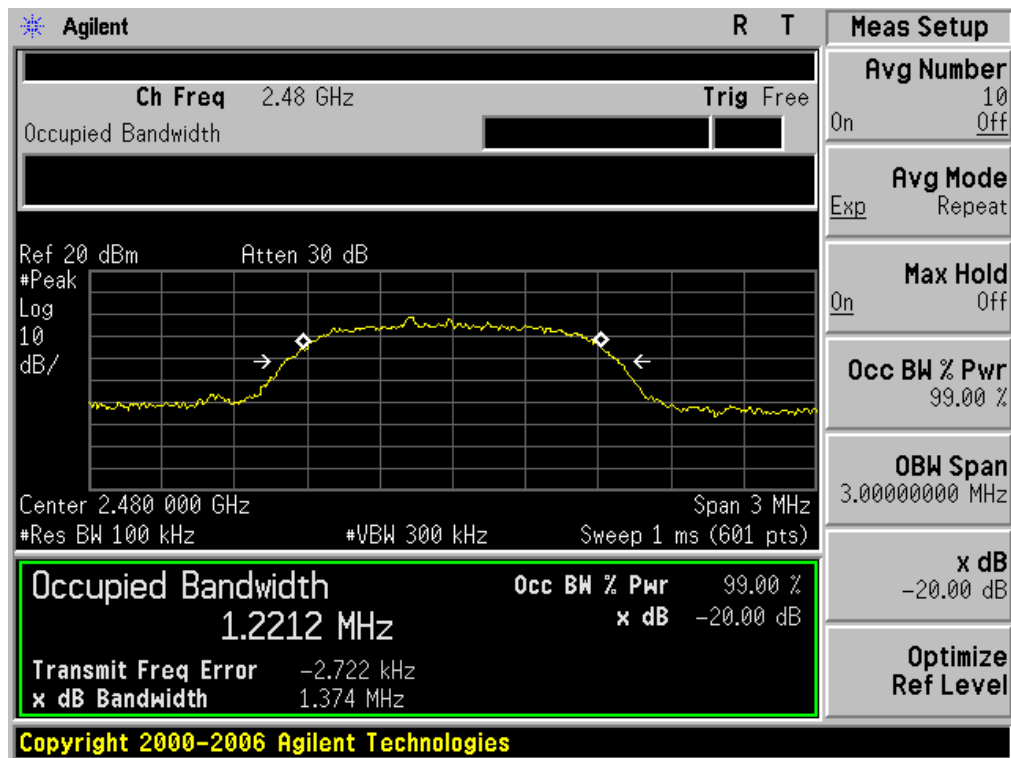 Agilent R T
Ch Freq 2.48 GHz Trig Free
Occupied Bandwidth
Ref 20 dBm Atten 30 dB
#Peak
Log
10
dB/
Center 2.480 000 GHz Span 3 MHz
#Res BW 100 kHz #VBW 300 kHz Sweep 1 ms (601 pts)
Occupied Bandwidth Occ BW % Pwr 99.00 %
1.2212 MHz x dB -20.00 dB
Transmit Freq Error -2.722 kHz
x dB Bandwidth 1.374 MHz
Copyright 2000-2006 Agilent Technologies
Meas Setup
Avg Number
10
On Off
Avg Mode
Exp Repeat
Max Hold
On Off
Occ BW % Pwr
99.00 %
OBW Span
3.00000000 MHz
x dB
-20.00 dB
Optimize
Ref Level